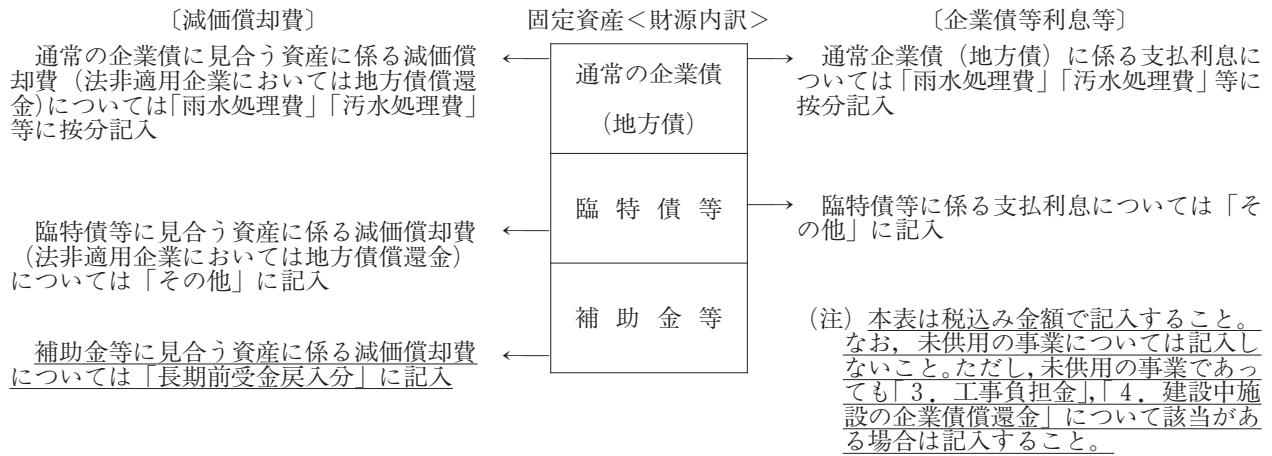 〔減価償却費〕
通常の企業債に見合う資産に係る減価償
却費（法非適用企業においては地方債償還
金)については｢雨水処理費｣｢汚水処理費｣
等に按分記入
臨特債等に見合う資産に係る減価償却費
（法非適用企業においては地方債償還金）
については「その他」に記入
補助金等に見合う資産に係る減価償却費
については「長期前受金戻入分」に記入
固定資産＜財源内訳＞
通常の企業債
（地方債）
臨特債等
補助金等
〔企業債等利息等〕
通常企業債（地方債）に係る支払利息に
ついては｢雨水処理費｣｢汚水処理費｣等に
按分記入
臨特債等に係る支払利息については「そ
の他」に記入
（注）本表は税込み金額で記入すること。
なお，未供用の事業については記入し
ないこと。ただし，未供用の事業であっ
ても｢３．工事負担金｣，｢４．建設中施
設の企業債償還金」について該当があ
る場合は記入すること。